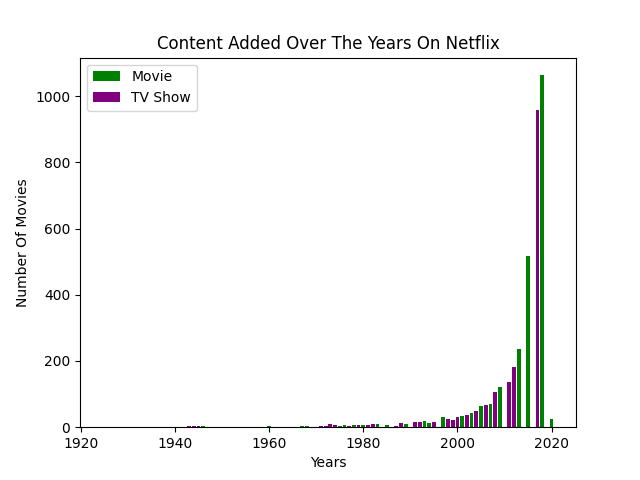 Content Added Over The Years On Netflix
Movie
TV Show
1000
800
600
400
200
0
Number Of Movies
1920 1940 1960 1980 2000 2020
Years